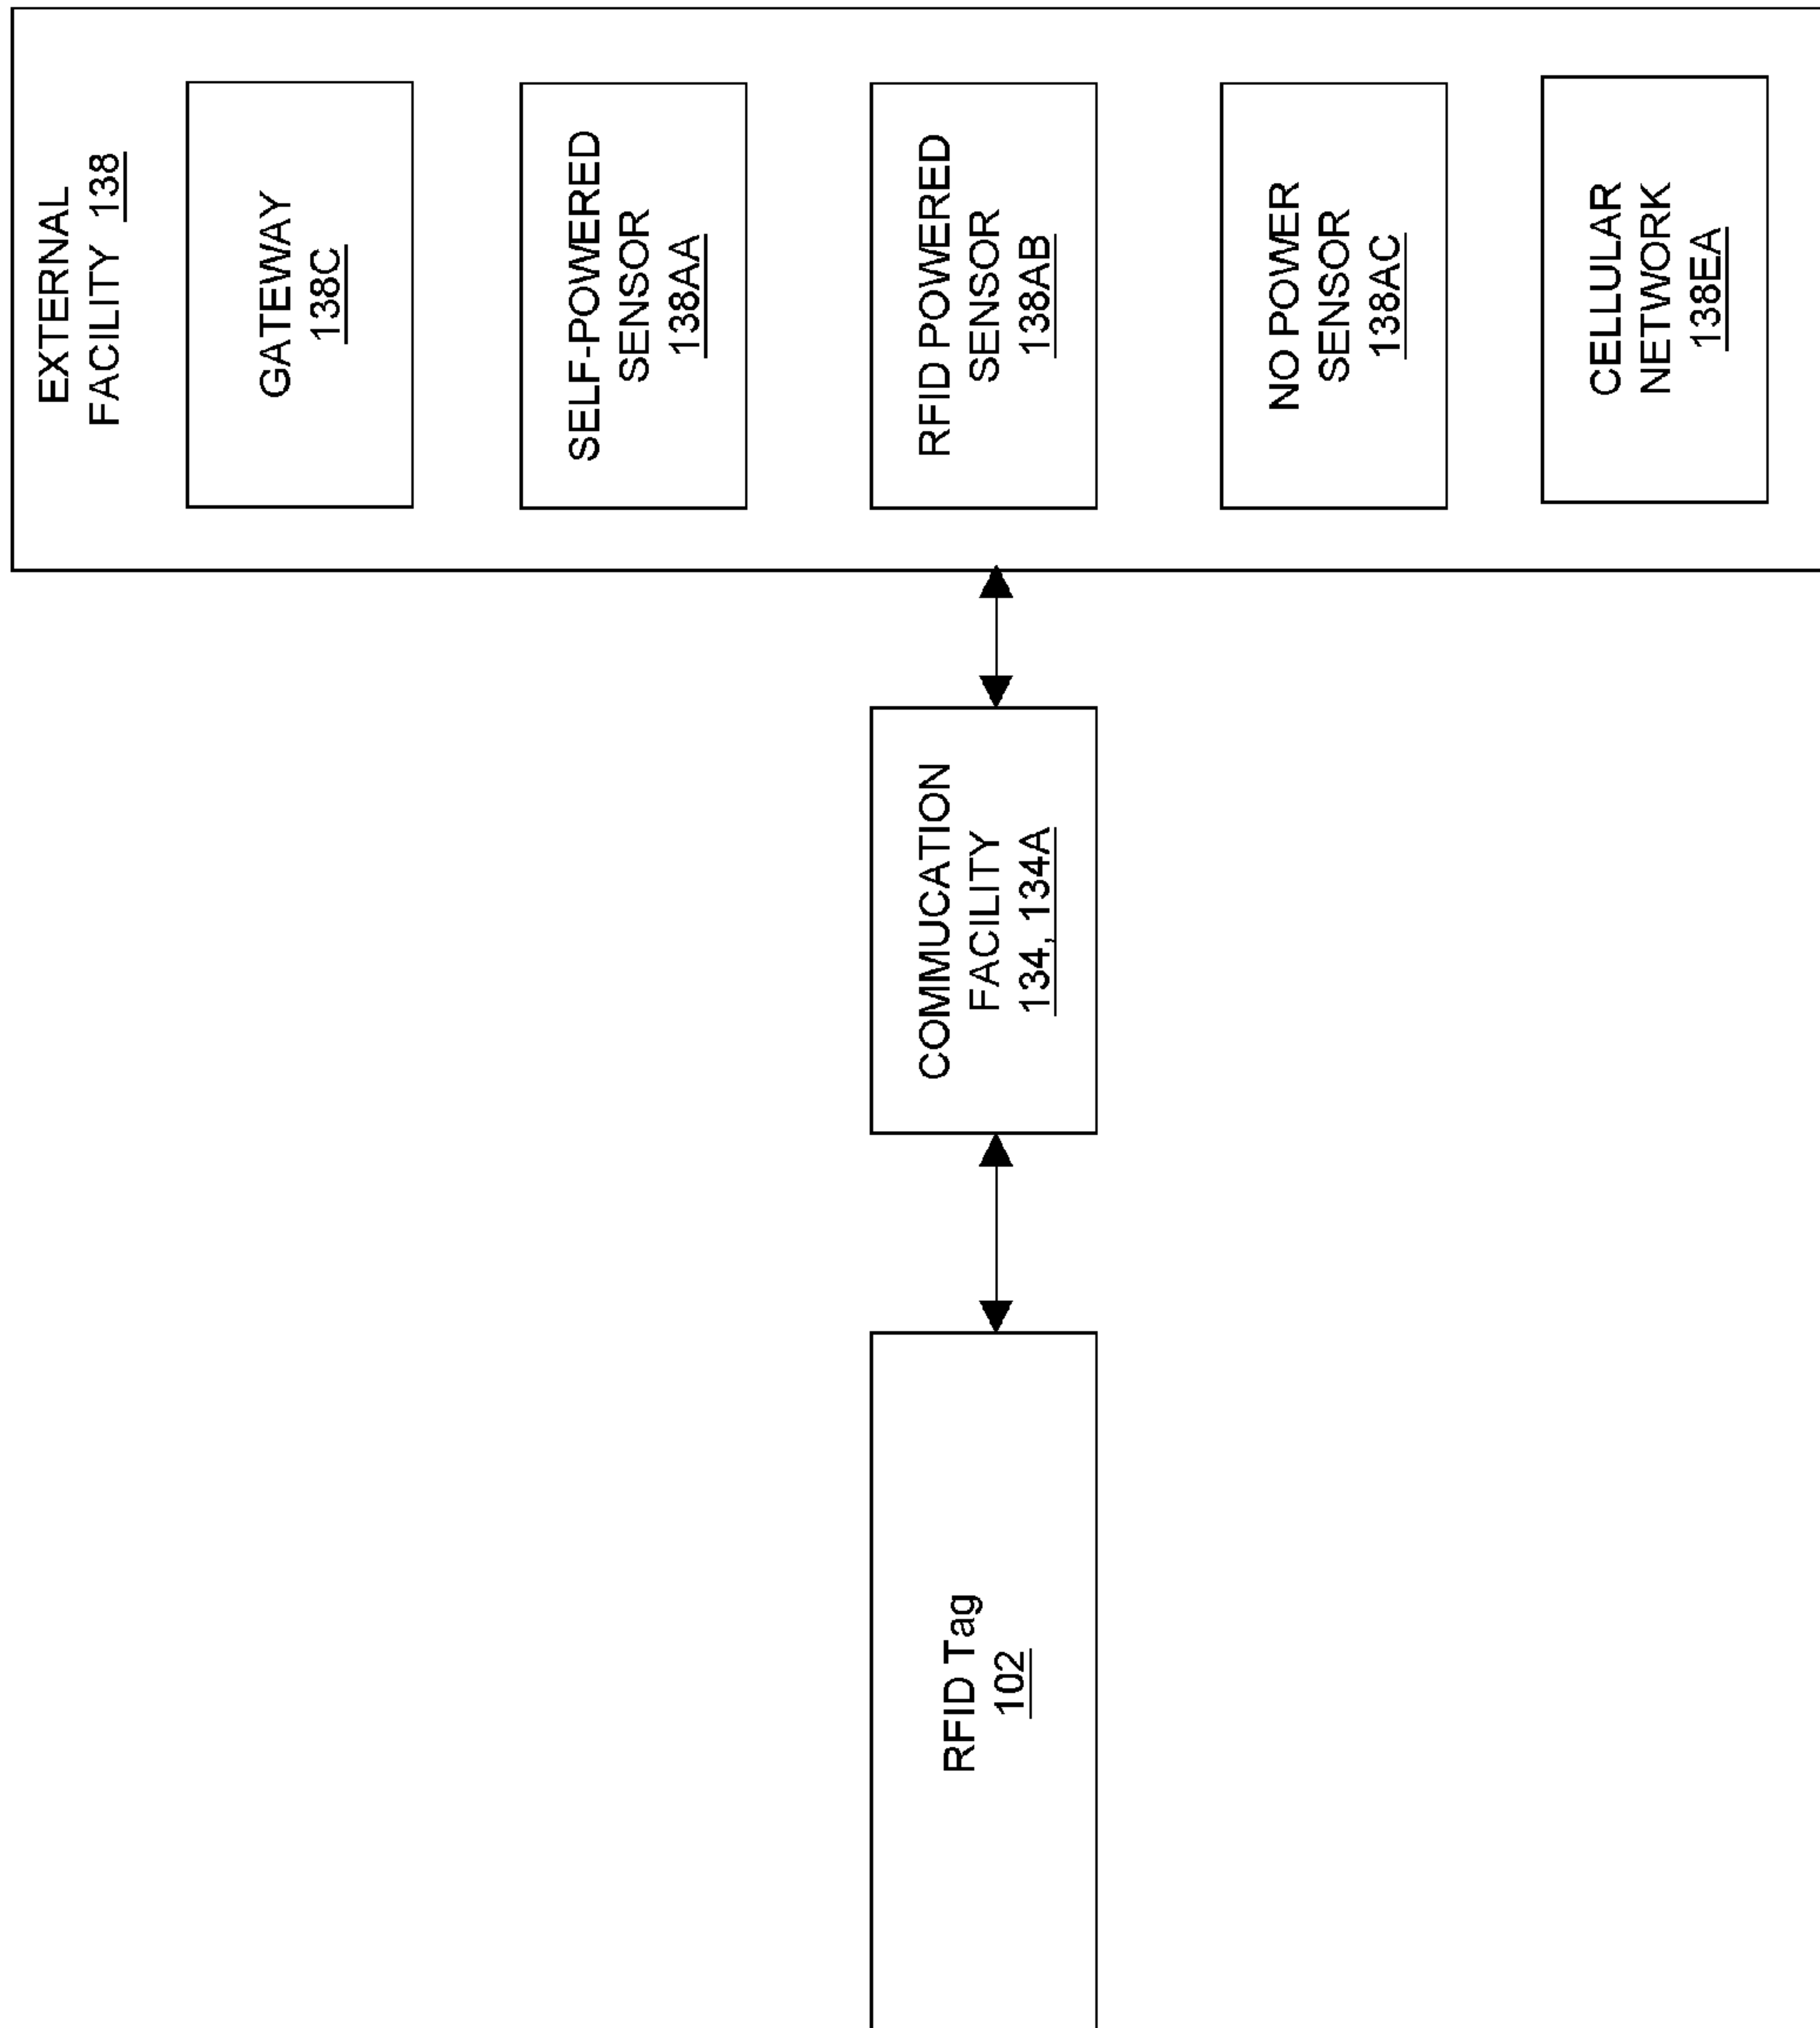 EXTERNAL
FACILITY 138
GATEWAY
138C
SELF-POWERED
SENSOR
138AA
RFID POWERED
SENSOR
138AB
NO POWER
SENSOR
138AC
CELLULAR
NETWORK
138EA
COMMUCATION
FACILITY
134, 134A
RFID Tag
102